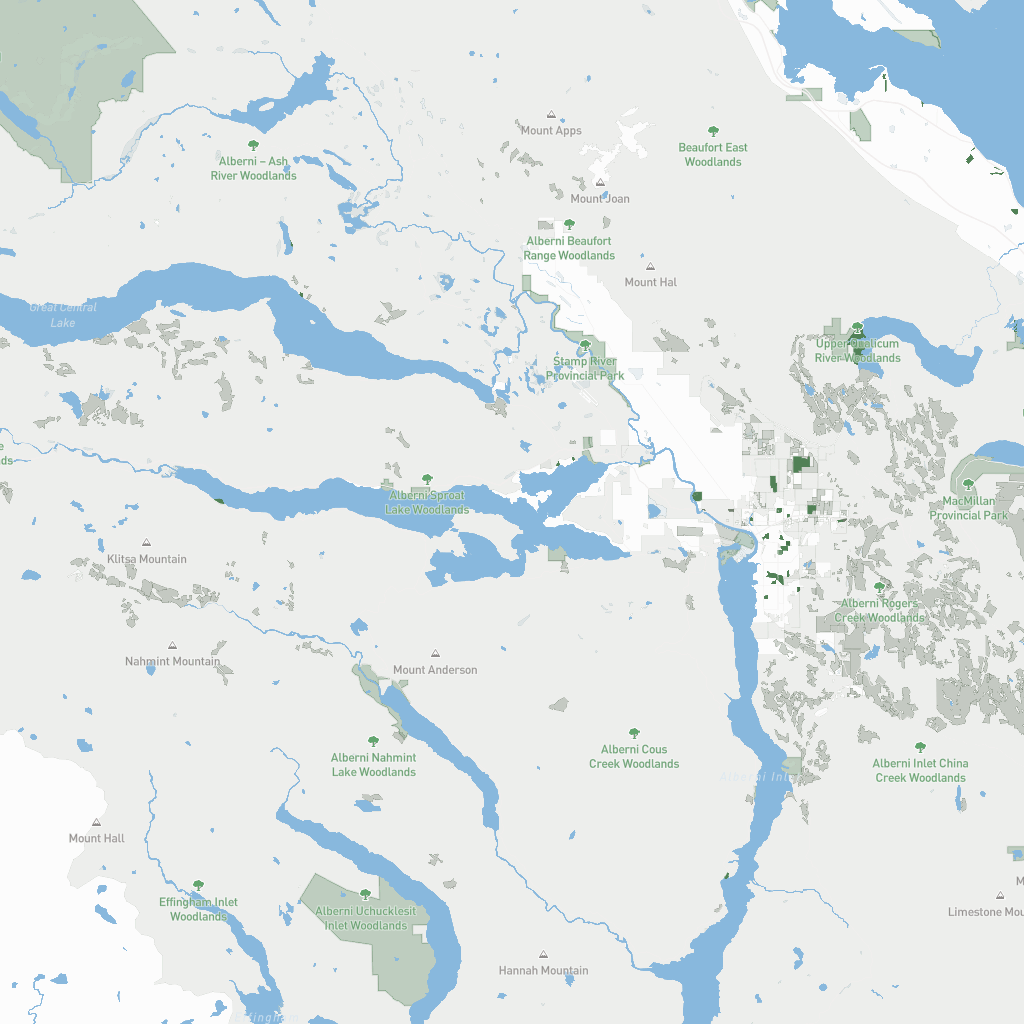 Mount Apps
Beaufort East
Woodlands
Alberni – Ash
River Woodlands
Mount Joan
Alberni Beaufort
Range Woodlands
Mount Hal
Great Central
Lake
Upper Qualicum
River Woodlands
Stamp River
Provincial Park
Alberni Sproat
Lake Woodlands
MacMillan
Provincial Park
Klitsa Mountain
Alberni Rogers
Creek Woodlands
Nahmint Mountain
Mount Anderson
Alberni Nahmint
Lake Woodlands
Alberni Cous
Creek Woodlands
Alberni Inlet China
Creek Woodlands
Alberni Inlet
Mount Hall
Effingham Inlet
Woodlands
Alberni Uchucklesit
Inlet Woodlands
Limestone Mou
Hannah Mountain